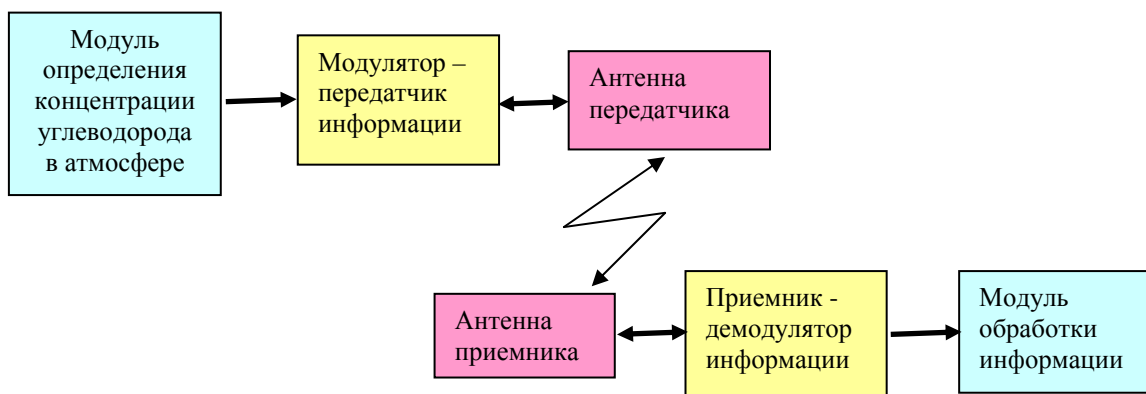 Модуль
определения
концентрации
углеводорода
в атмосфере
Модулятор –
передатчик
информации
Антенна
передатчика
Антенна
приемника
Приемник -
демодулятор
информации
Модуль
обработки
информации